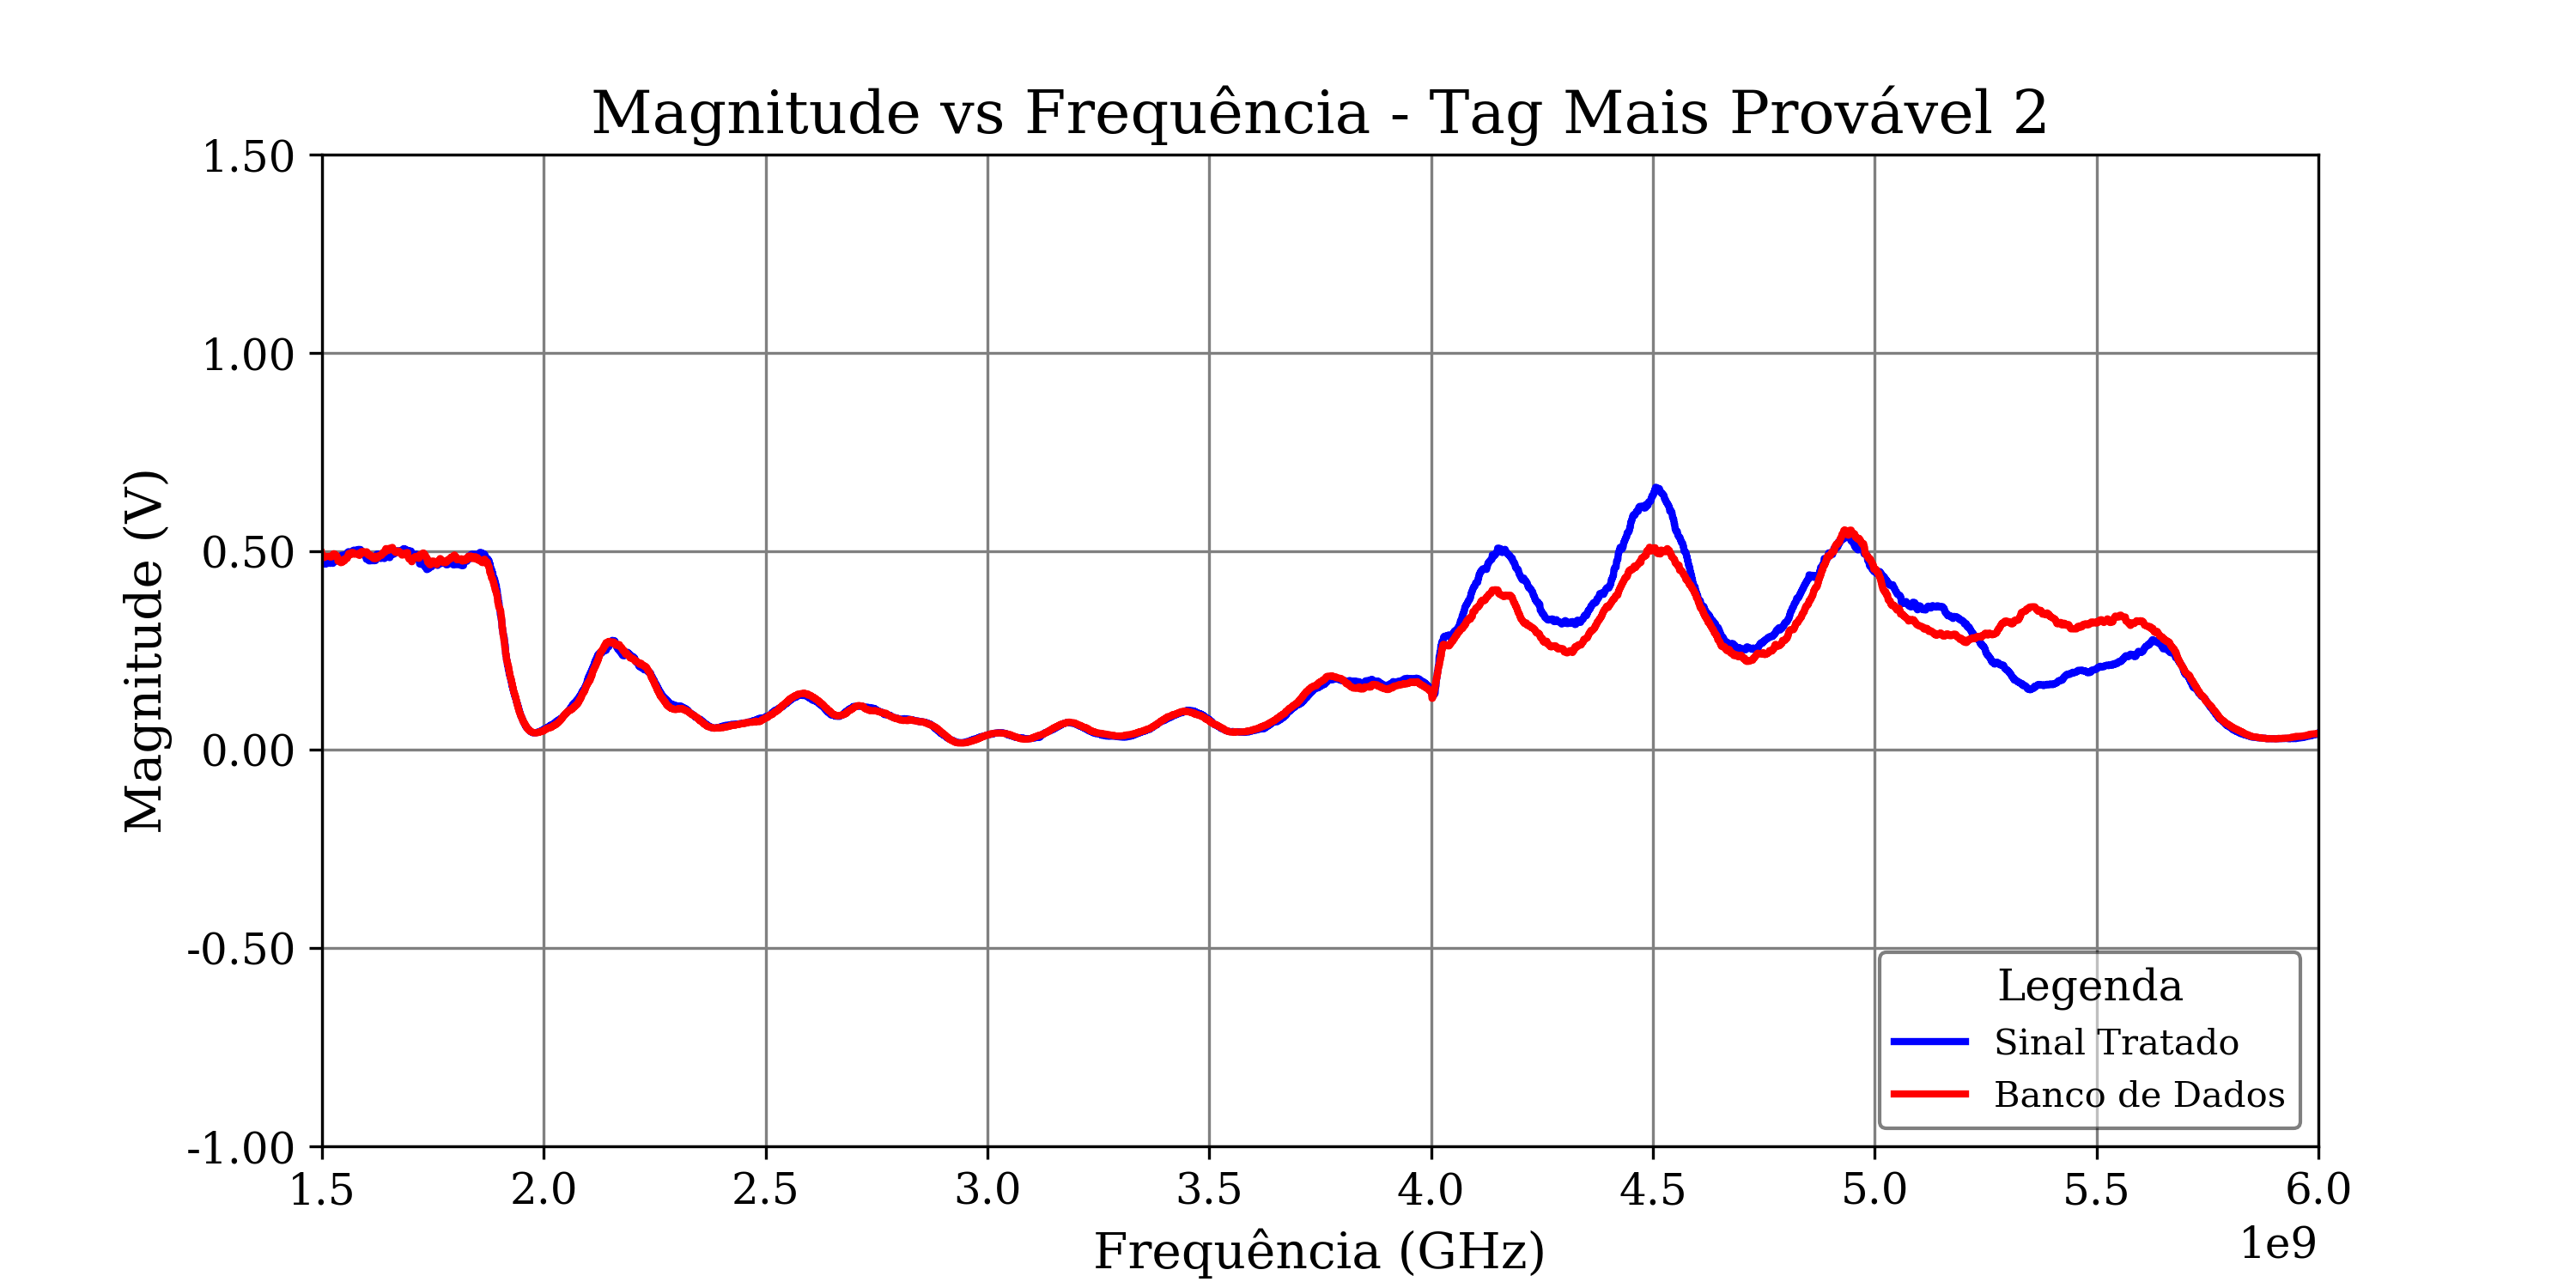 Magnitude vs Frequência - Tag Mais Provável 2
1.50
1.00
0.50
0.00
-0.50
-1.00
Magnitude (V)
Legenda
Sinal Tratado
Banco de Dados
1.5 2.0 2.5 3.0 3.5 4.0 4.5 5.0 5.5 6.0
1e9
Frequência (GHz)